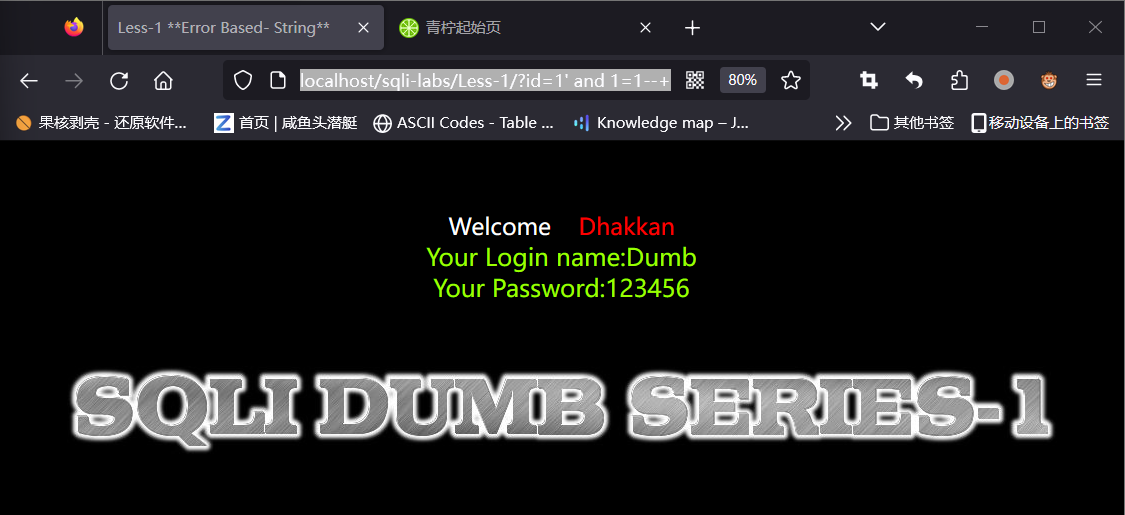 Less-1 **Error Based- String**
青柠起始页
localhost/sqli-labs/Less-1/?id=1' and 1=1--+
80%
果核剥壳 - 还原软件...
首页 | 咸鱼头潜艇
ASCII Codes - Table ...
Knowledge map – J...
其他书签
移动设备上的书签
Welcome Dhakkan
Your Login name:Dumb
Your Password:123456
SQLI DUMB SERIES-1